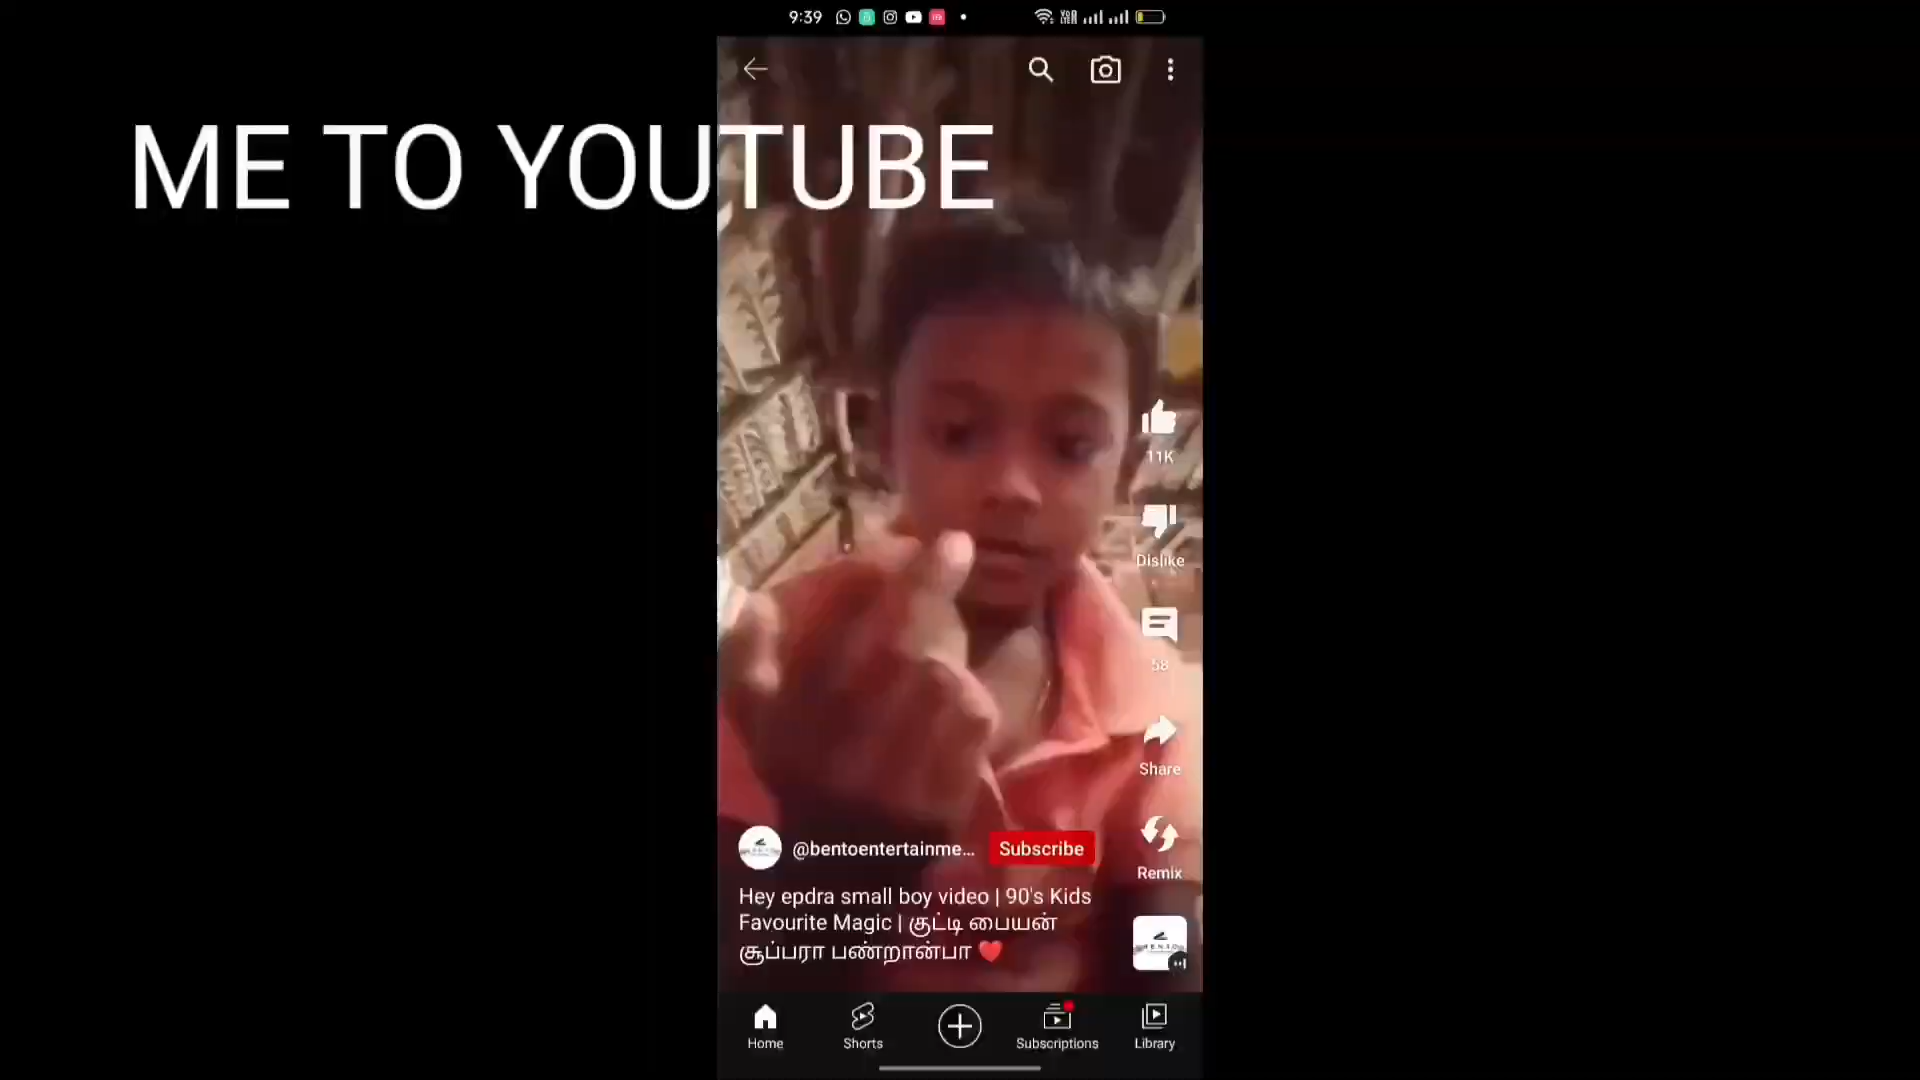 9:39
ME TO YOUTUBE
11K
Dislike
58
Share
Remix
@bentoentertainme...
Subscribe
Hey epdra small boy video | 90's Kids
Favourite Magic | குட்டி பையன்
சூப்பரா பண்றான்பா ❤️
Home
Shorts
Subscriptions
Library